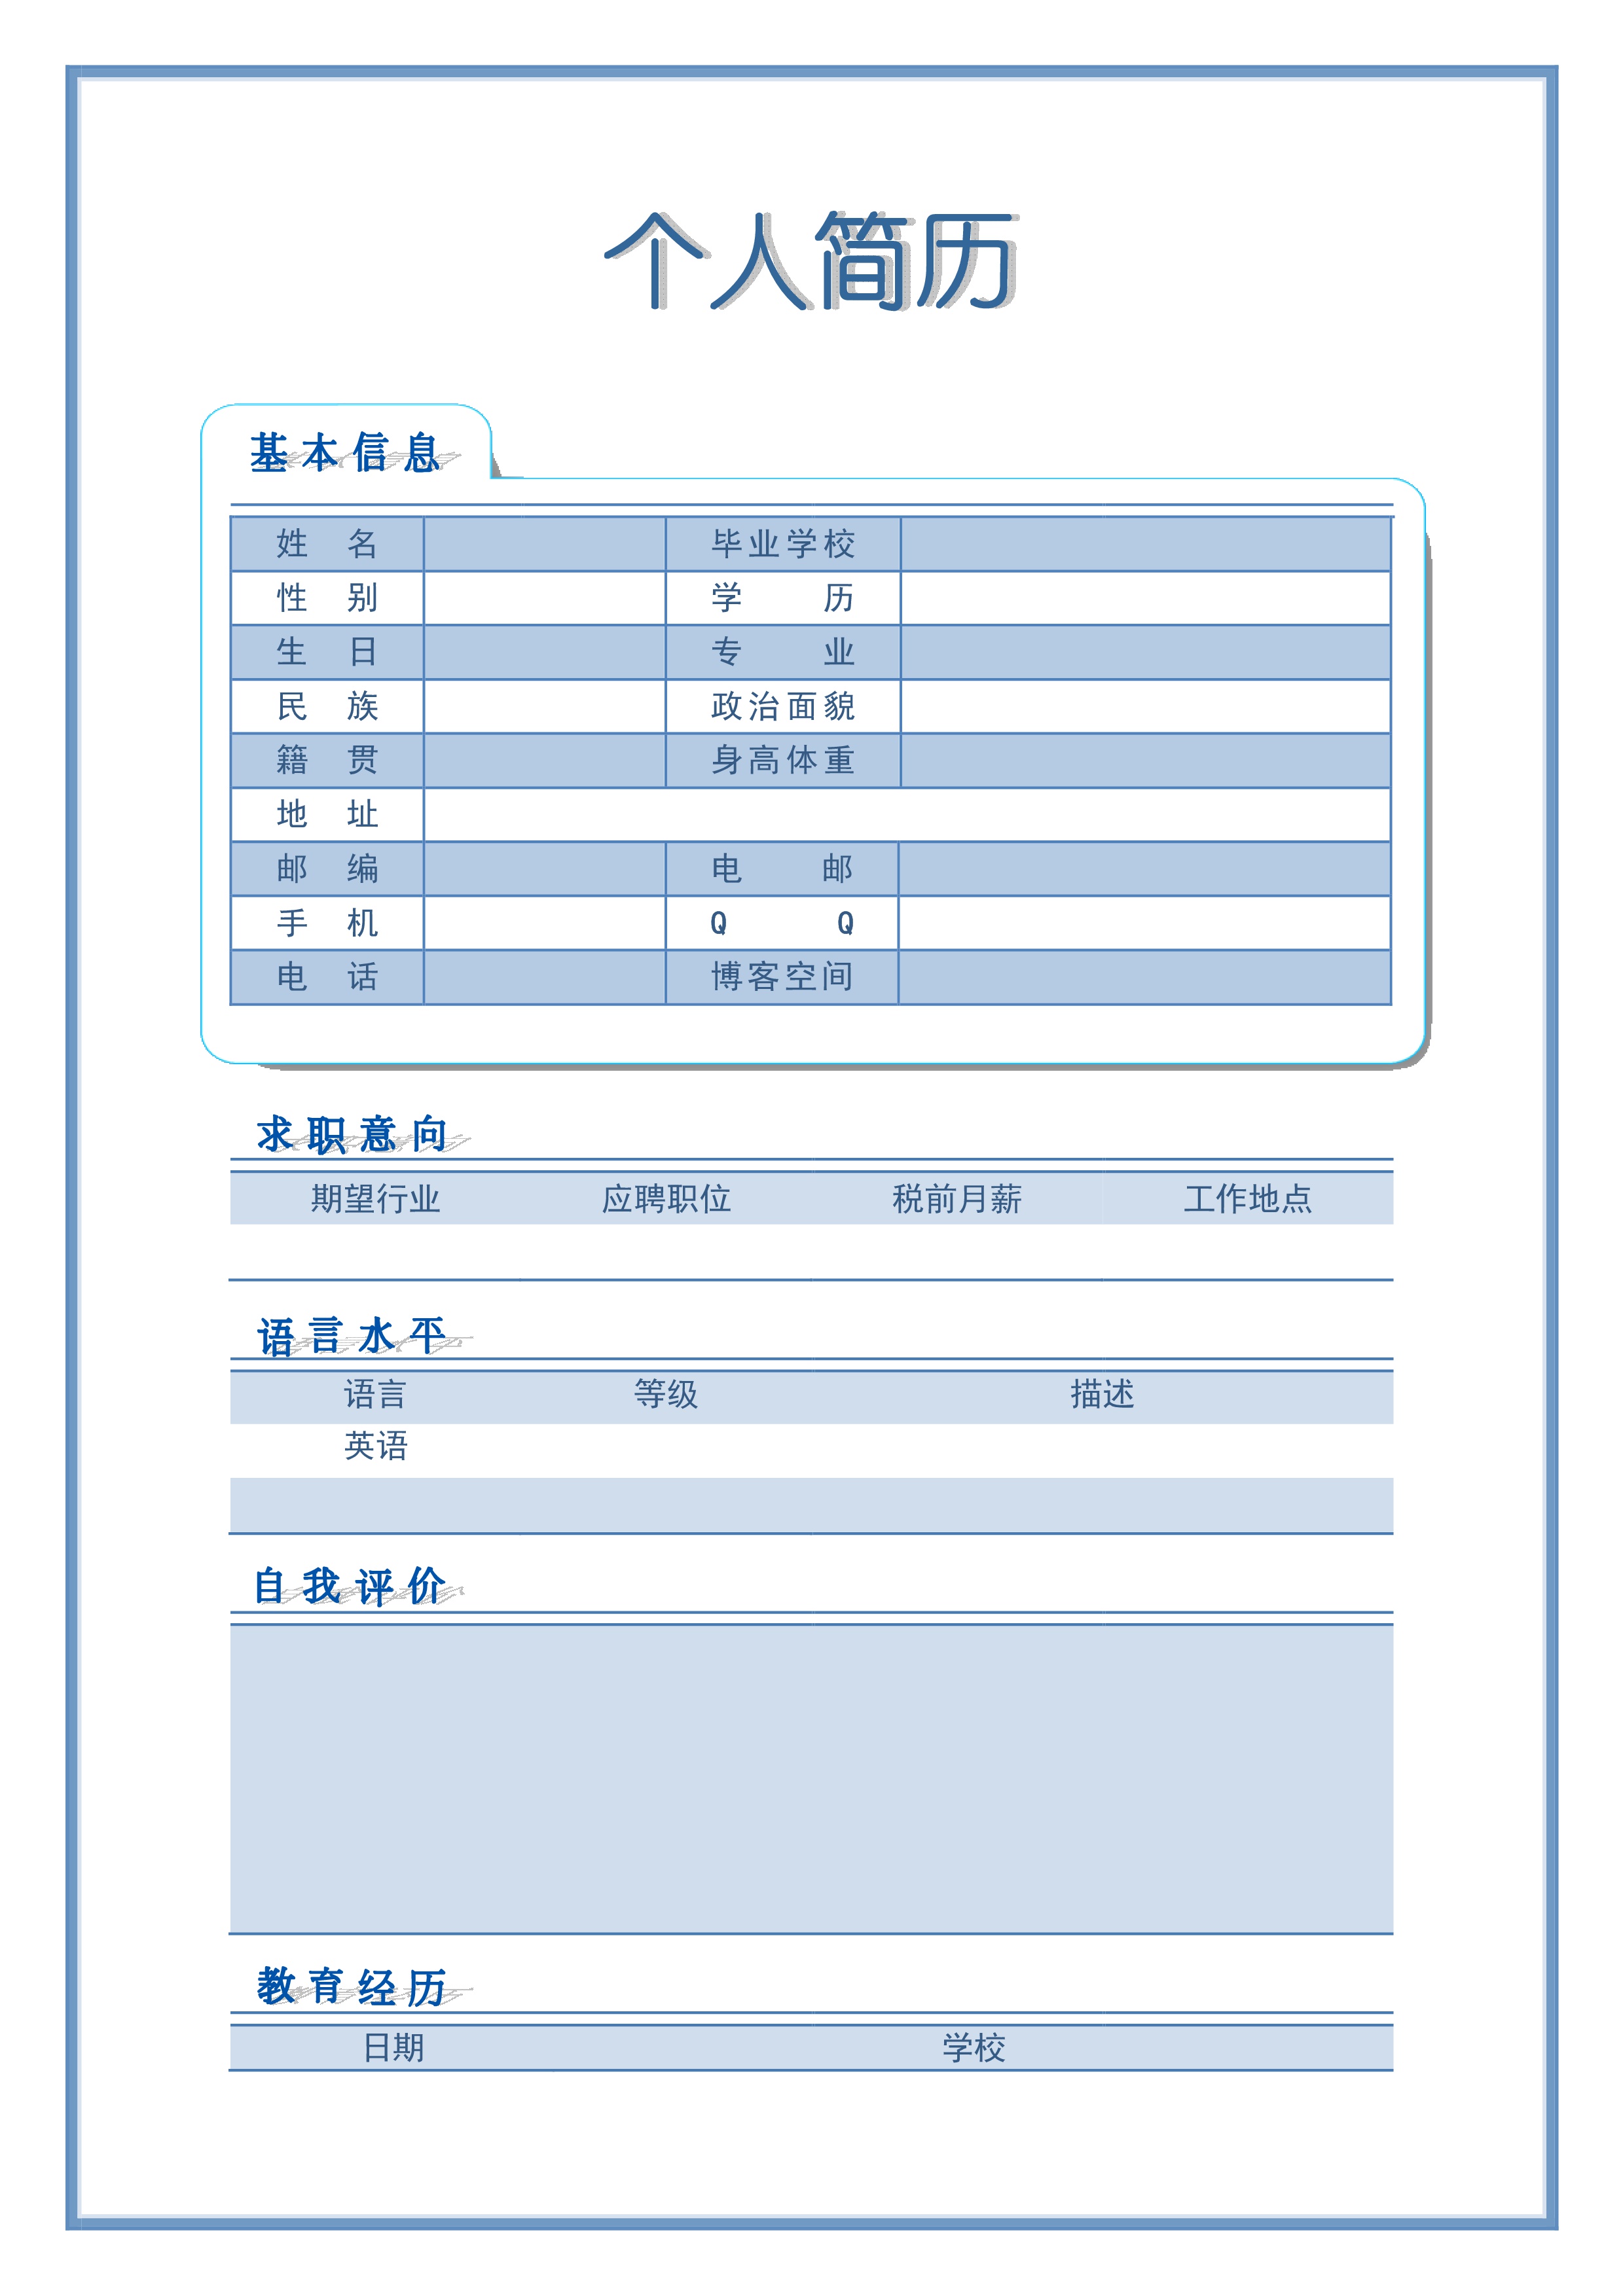 个人简历
基本信息
姓 名 毕业学校
性 别 学 历
生 日 专 业
民 族 政治面貌
籍 贯 身高体重
地 址
邮 编 电 邮
手 机 Q Q
电 话 博客空间
求职意向
期望行业 应聘职位 税前月薪 工作地点
语言水平
语言 等级 描述
英语
自我评价
教育经历
日期 学校